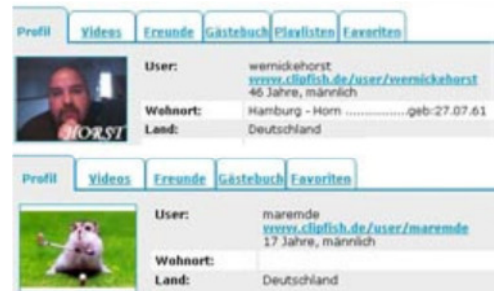 Profil Videos Freunde Gästebuch Playlisten Favoriten
User: wernickehorst
www.clipfish.de/user/wernickehorst
46 Jahre, männlich
Wohnort: Hamburg - Horn ................geb:27.07.61
Land: Deutschland
HORST
Profil Videos Freunde Gästebuch Favoriten
User: maremde
www.clipfish.de/user/maremde
17 Jahre, männlich
Wohnort:
Land: Deutschland